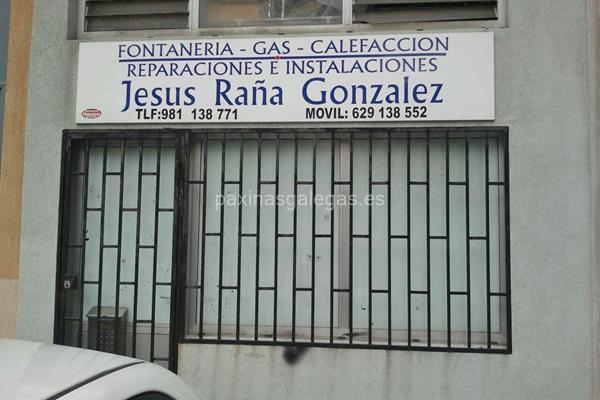 FONTANERIA - GAS - CALEFACCION
REPARACIONES E INSTALACIONES
Jesus Raña Gonzalez
TLF:981 138 771 MOVIL: 629 138 552
paxinasgalegas.es